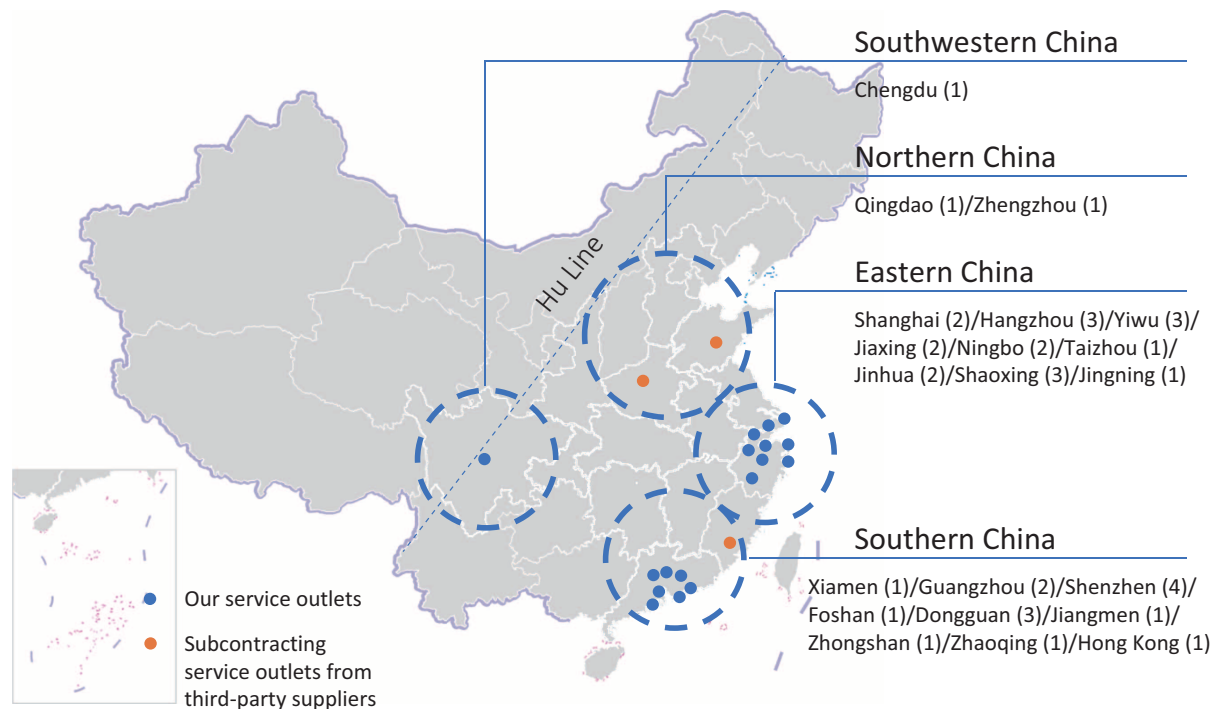 Southwestern China
Chengdu (1)
Northern China
Qingdao (1)/Zhengzhou (1)
Hu Line
Eastern China
Shanghai (2)/Hangzhou (3)/Yiwu (3)/
Jiaxing (2)/Ningbo (2)/Taizhou (1)/
Jinhua (2)/Shaoxing (3)/Jingning (1)
Southern China
Xiamen (1)/Guangzhou (2)/Shenzhen (4)/
Foshan (1)/Dongguan (3)/Jiangmen (1)/
Zhongshan (1)/Zhaoqing (1)/Hong Kong (1)
Our service outlets
Subcontracting
service outlets from
third-party suppliers